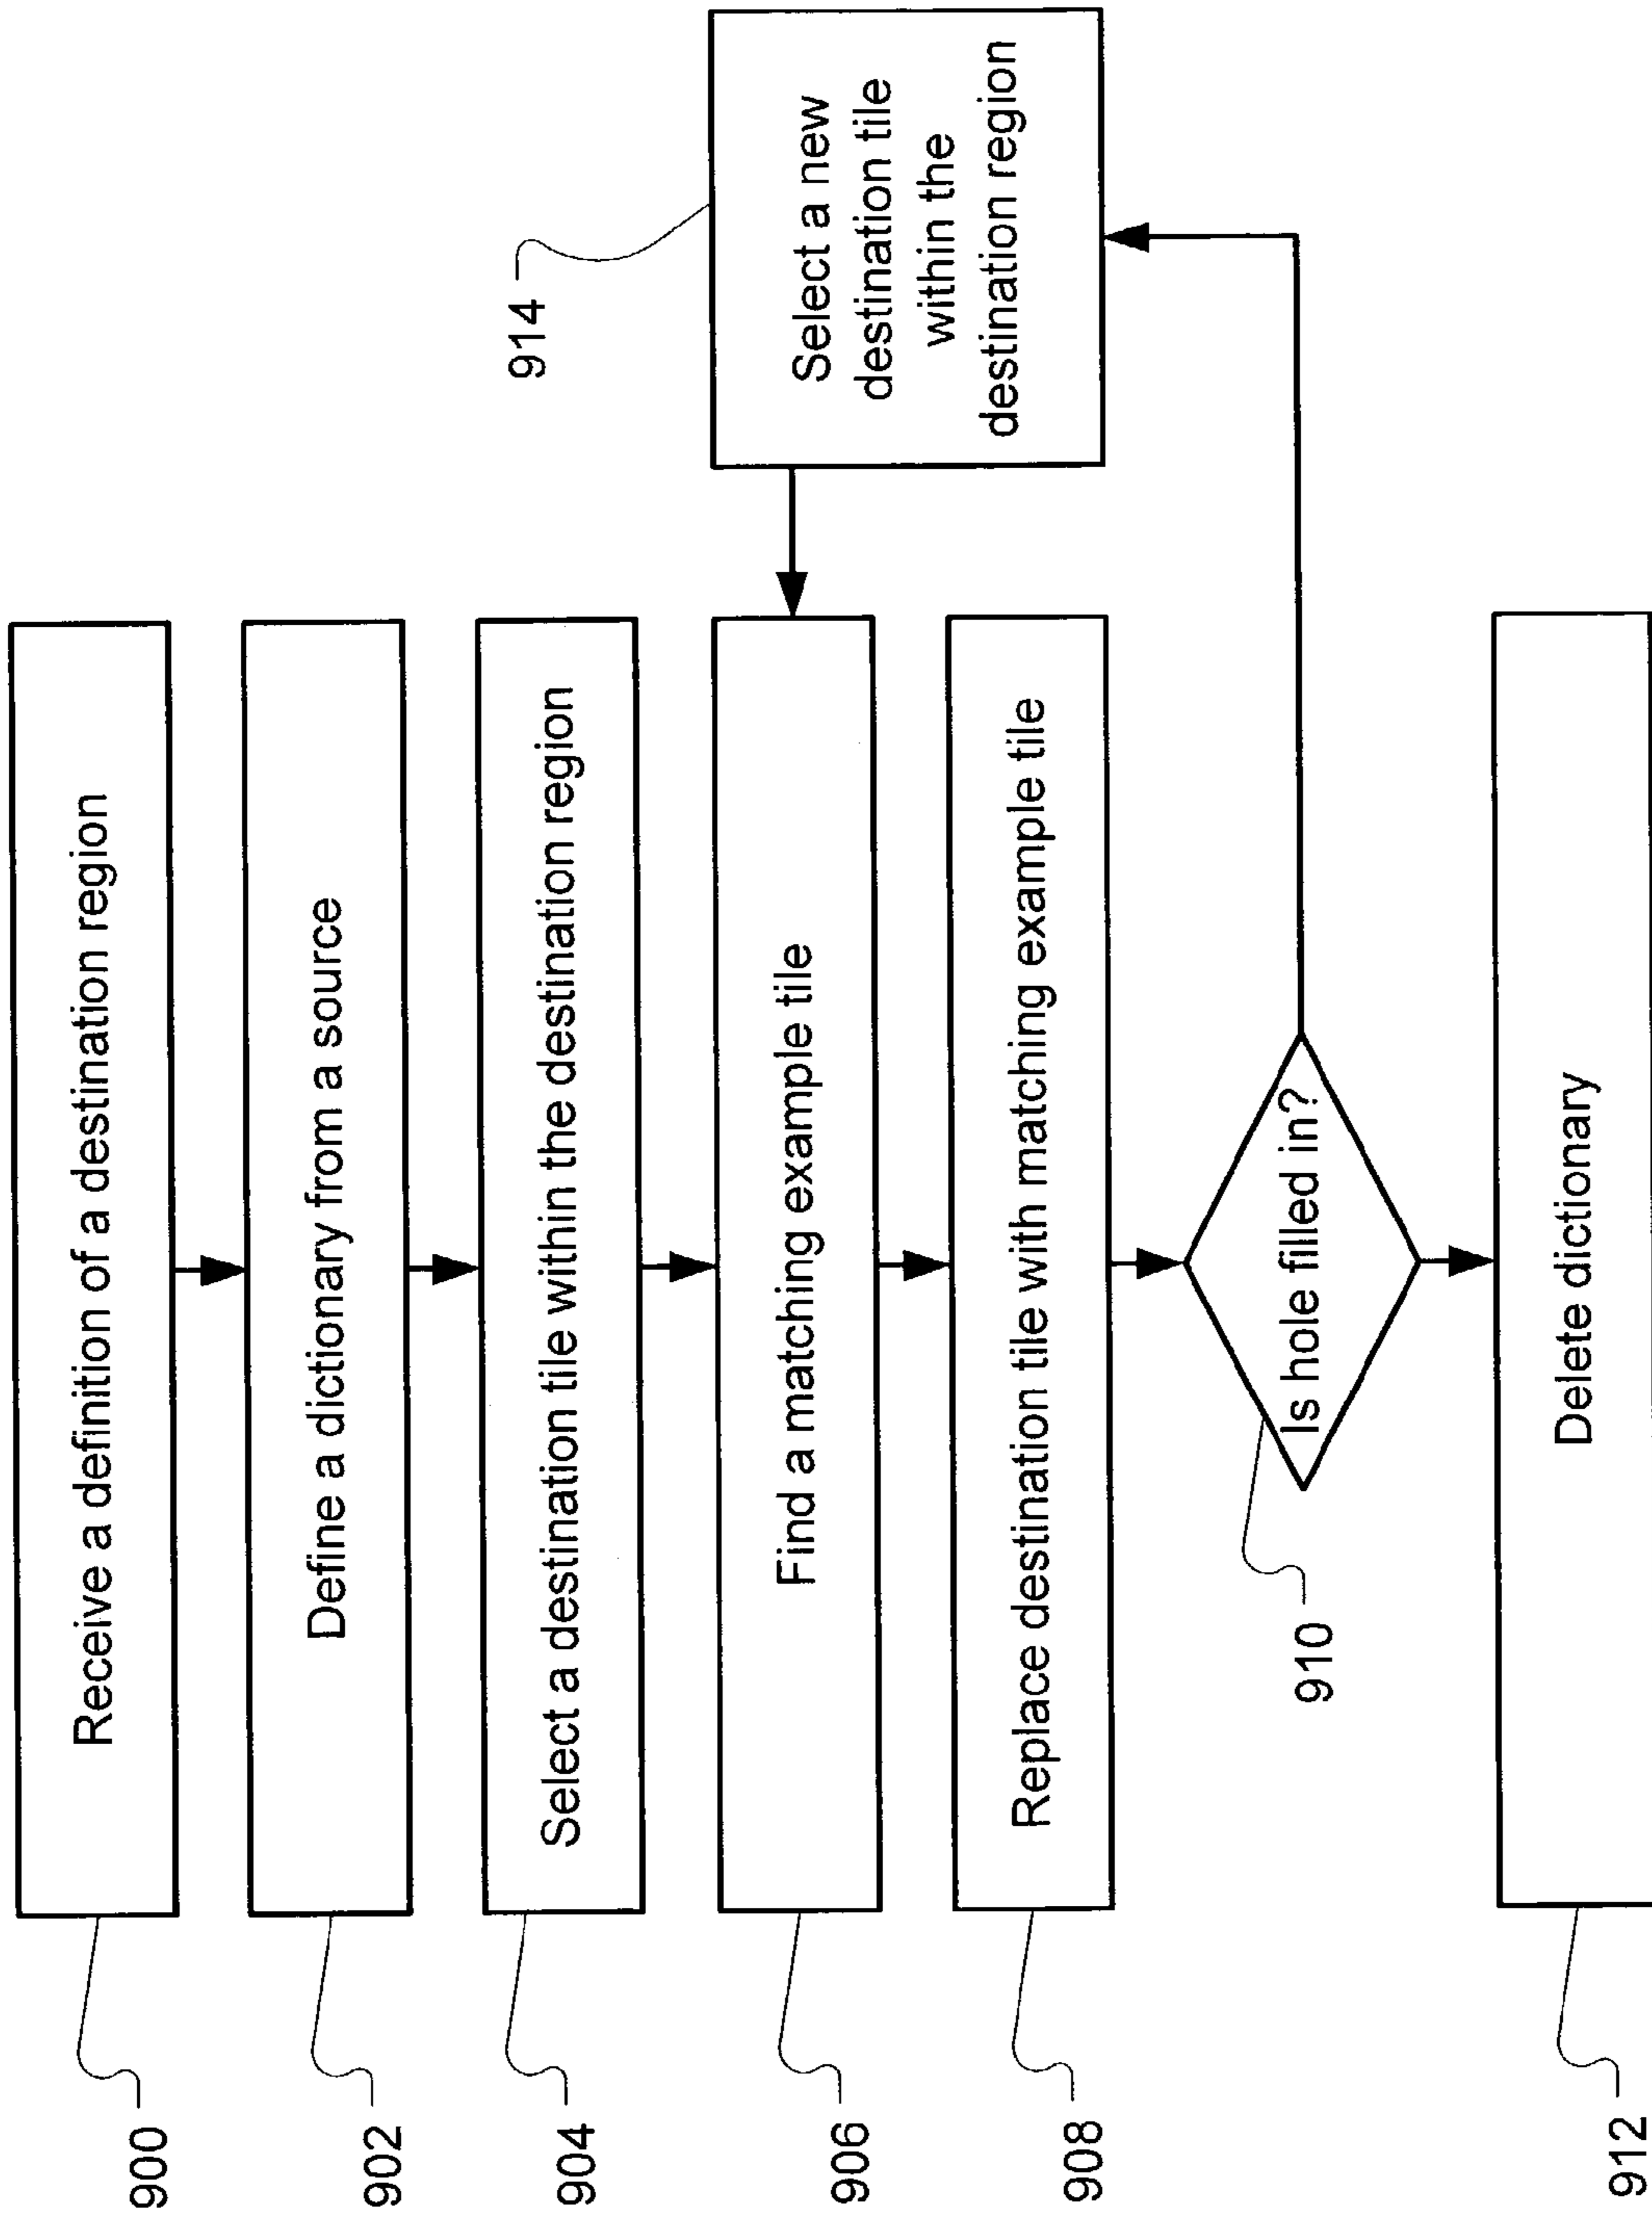 900
Receive a definition of a destination region
902
Define a dictionary from a source
904
Select a destination tile within the destination region
906
Find a matching example tile
908
Replace destination tile with matching example tile
910
Is hole filled in?
914
Select a new
destination tile
within the
destination region
912
Delete dictionary